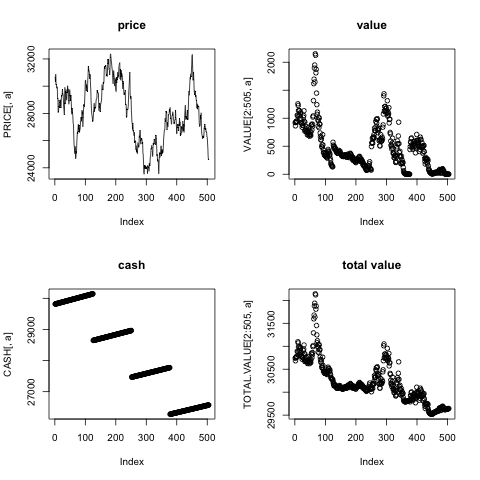 price
PRICE[, a]
24000 28000 32000
0 100 200 300 400 500
Index
value
VALUE[2:505, a]
0 500 1000 2000
0 100 200 300 400 500
Index
cash
CASH[, a]
27000 29000
0 100 200 300 400 500
Index
total value
TOTAL.VALUE[2:505, a]
29500 30500 31500
0 100 200 300 400 500
Index